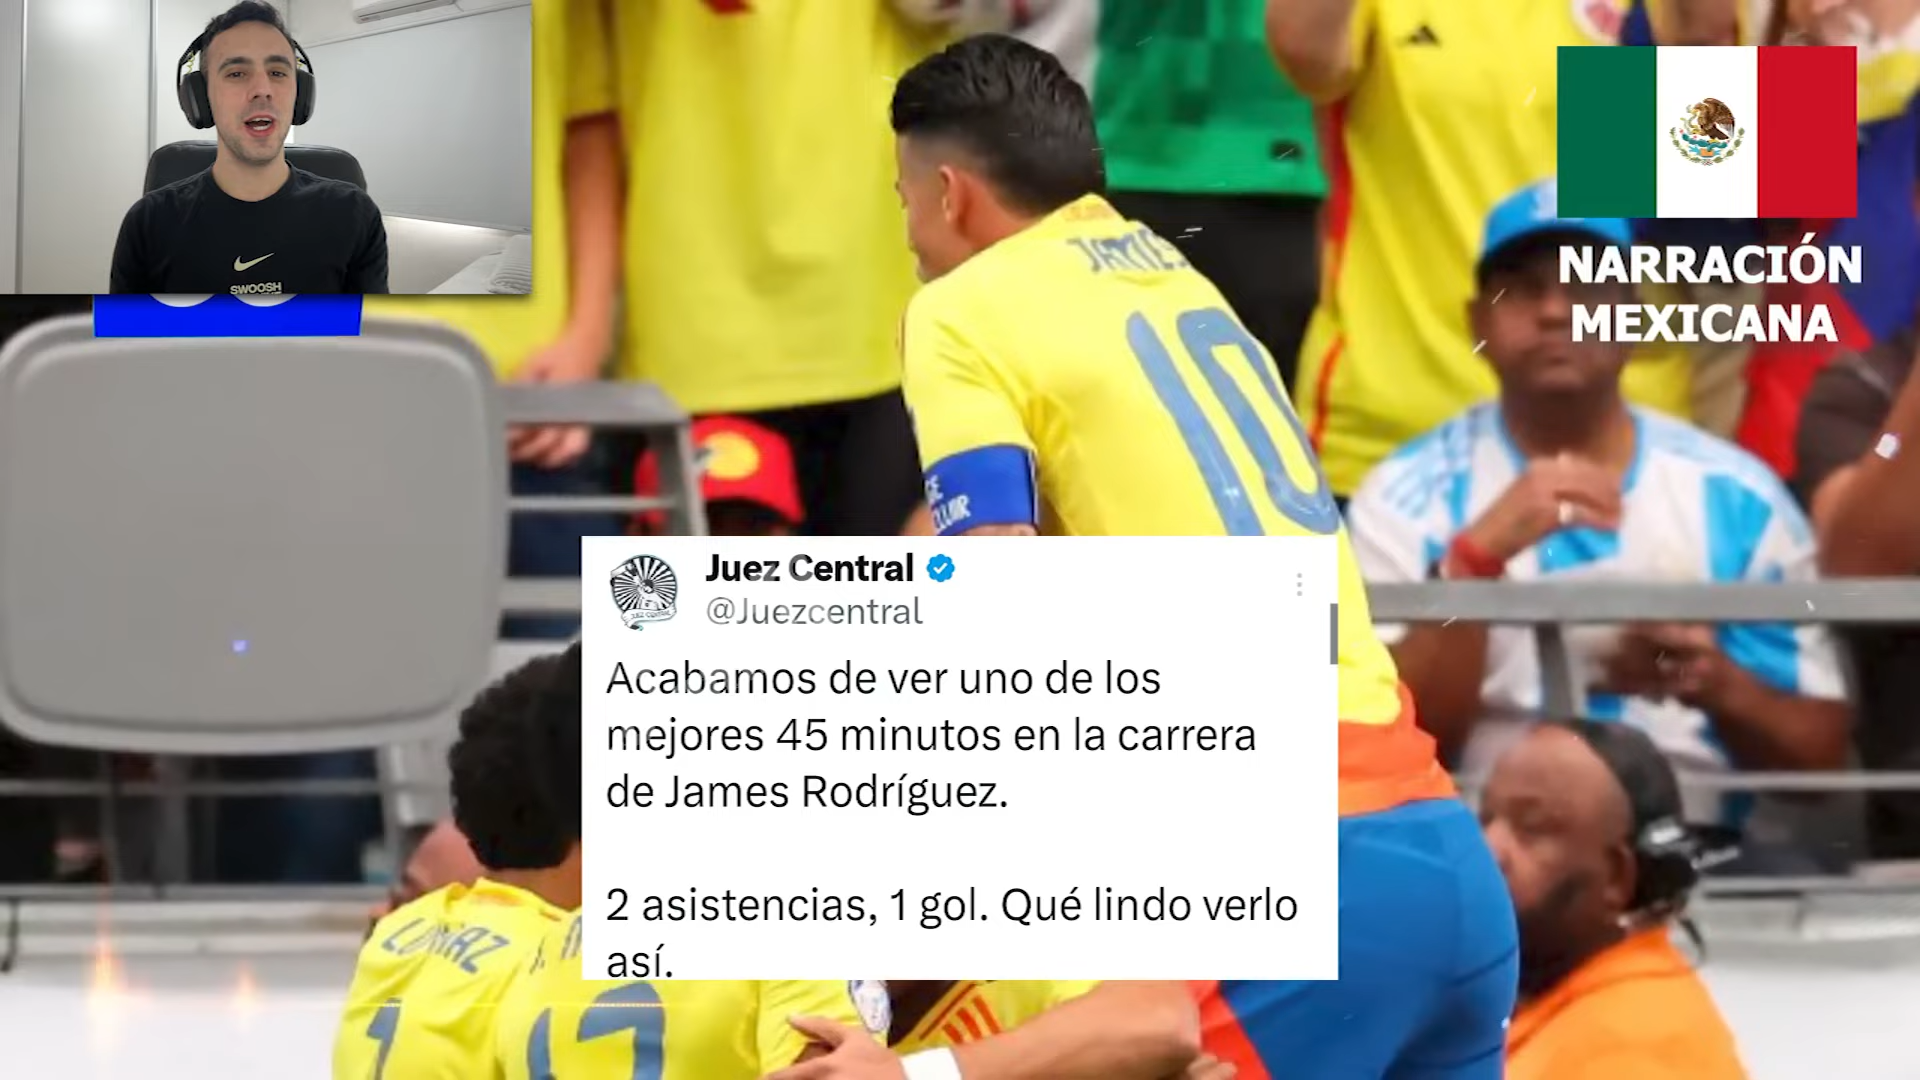 SWOOSH
NARRACIÓN
MEXICANA
JAMES
10
Juez Central
@Juezcentral
Acabamos de ver uno de los
mejores 45 minutos en la carrera
de James Rodríguez.
2 asistencias, 1 gol. Qué lindo verlo
así.